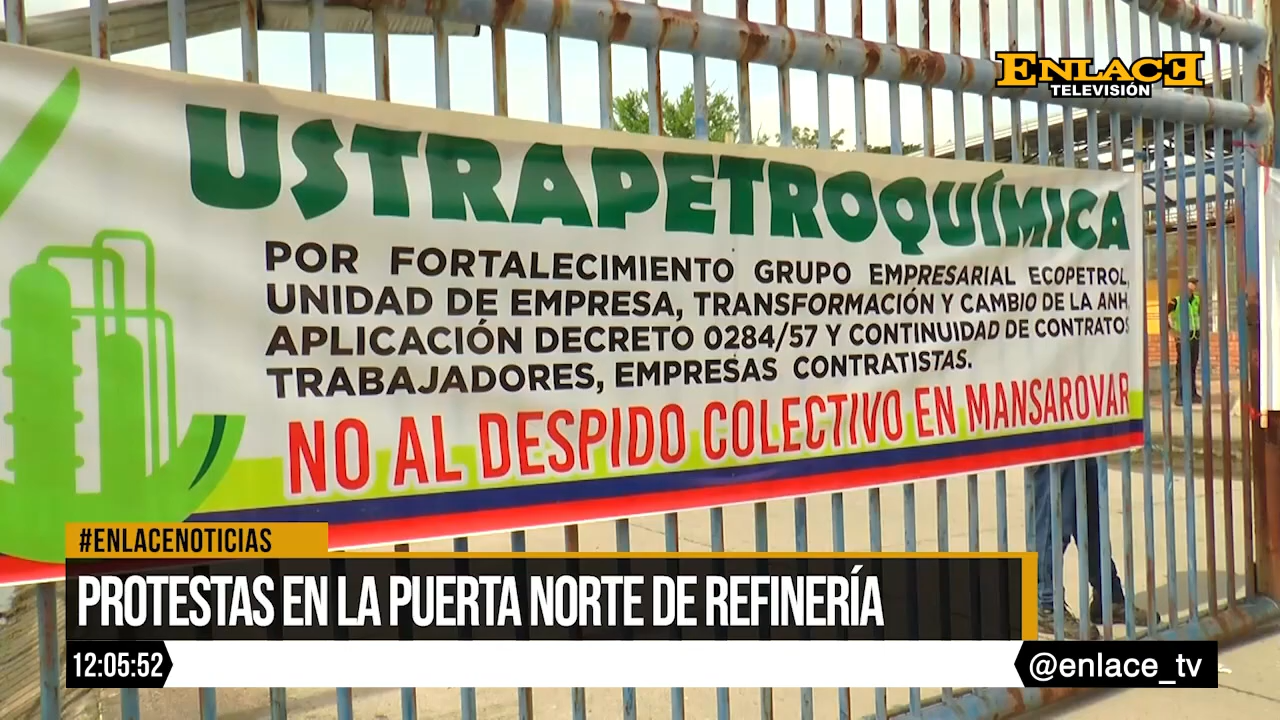 ENLACE
TELEVISIÓN
USTRAPETROQUÍMICA
POR FORTALECIMIENTO GRUPO EMPRESARIAL ECOPETROL,
UNIDAD DE EMPRESA, TRANSFORMACIÓN Y CAMBIO DE LA ANH,
APLICACIÓN DECRETO 0284/57 Y CONTINUIDAD DE CONTRATOS
TRABAJADORES, EMPRESAS CONTRATISTAS.
NO AL DESPIDO COLECTIVO EN MANSAROVAR
#ENLACENOTICIAS
PROTESTAS EN LA PUERTA NORTE DE REFINERÍA
12:05:52
@enlace_tv